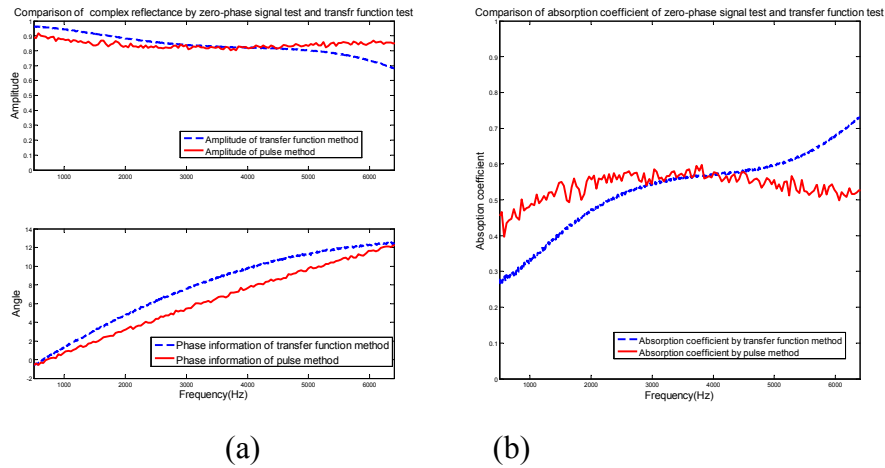 Comparison of complex reflectance by zero-phase signal test and transfr function test
1
0.9
0.8
0.7
0.6
0.5
0.4
0.3
0.2
0.1
0
Amplitude
Amplitude of transfer function method
Amplitude of pulse method
1000 2000 3000 4000 5000 6000
14
12
10
8
6
4
2
0
-2
Angle
Phase information of transfer function method
Phase information of pulse method
1000 2000 3000 4000 5000 6000
Frequency(Hz)
(a)
Comparison of absorption coefficient of zero-phase signal test and transfer function test
1
0.9
0.8
0.7
0.6
0.5
0.4
0.3
0.2
0.1
0
Absoption coefficient
Absorption coefficient by transfer function method
Absorption coefficient by pulse method
1000 2000 3000 4000 5000 6000
Frequency(Hz)
(b)